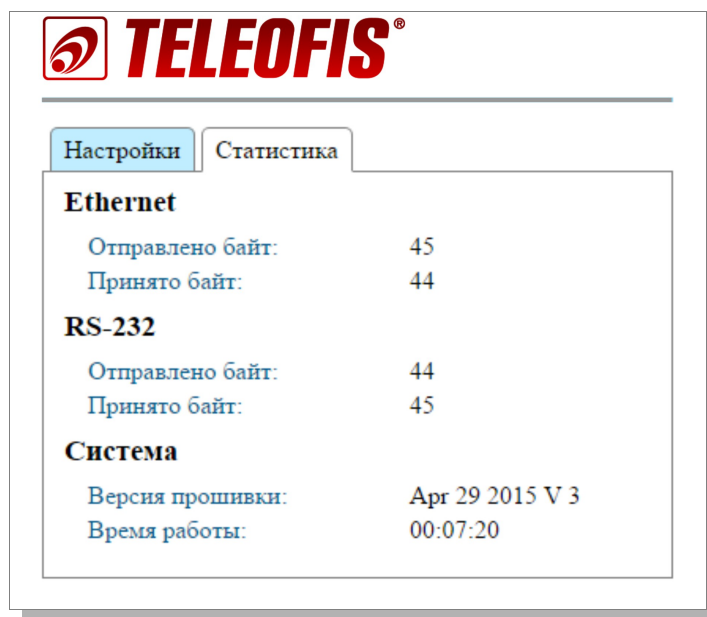 TELEOFIS®
Настройки Статистика
Ethernet
Отправлено байт: 45
Принято байт: 44
RS-232
Отправлено байт: 44
Принято байт: 45
Система
Версия прошивки: Apr 29 2015 V 3
Время работы: 00:07:20